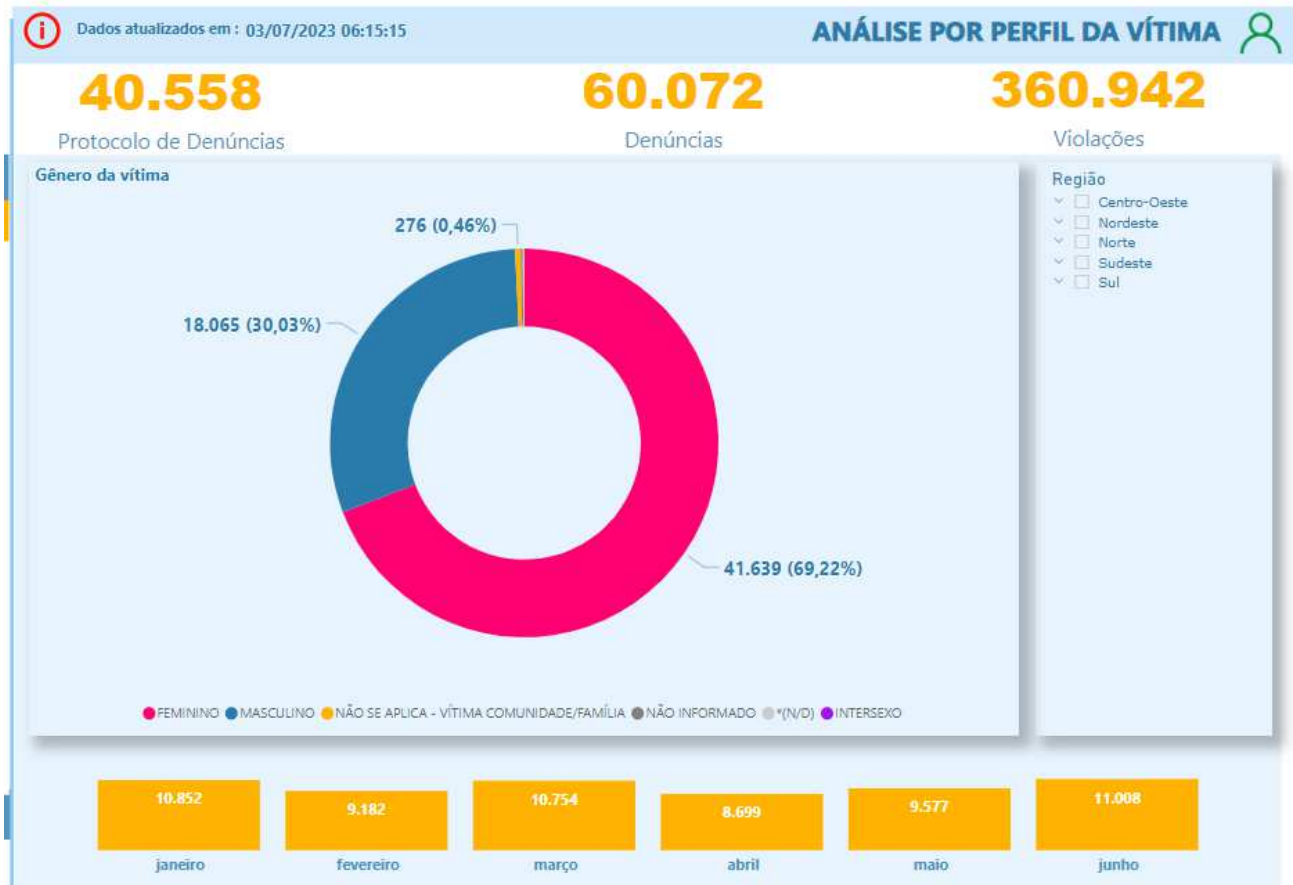 Dados atualizados em : 03/07/2023 06:15:15
ANÁLISE POR PERFIL DA VÍTIMA
40.558
60.072
360.942
Protocolo de Denúncias
Denúncias
Violações
Gênero da vítima
276 (0,46%)
18.065 (30,03%)
41.639 (69,22%)
FEMININO MASCULINO NÃO SE APLICA - VÍTIMA COMUNIDADE/FAMÍLIA NÃO INFORMADO *(N/D) INTERSEXO
Região
Centro-Oeste
Nordeste
Norte
Sudeste
Sul
10.852
9.182
10.754
8.699
9.577
11.008
janeiro
fevereiro
março
abril
maio
junho